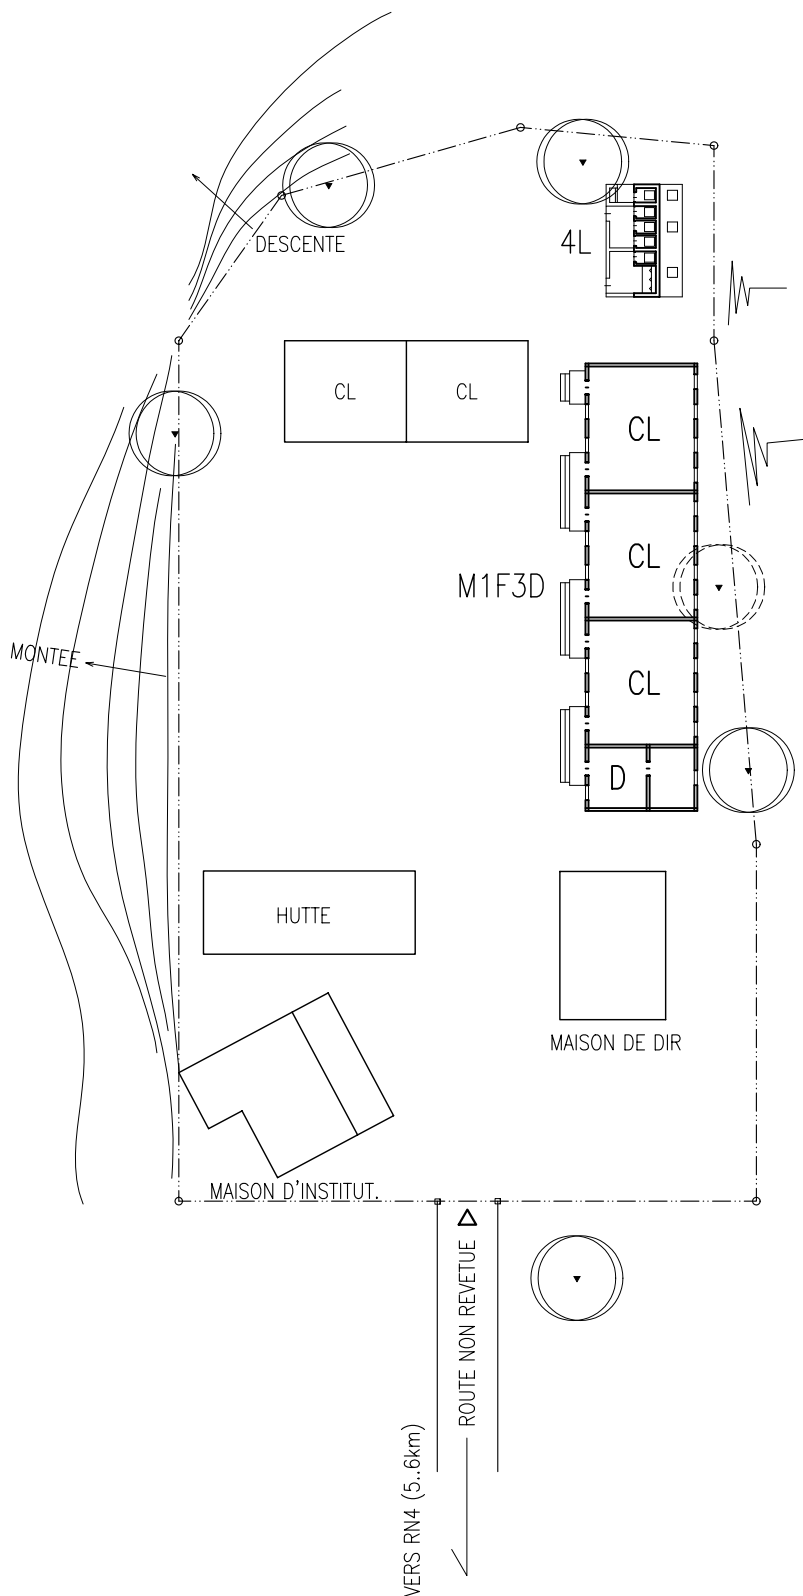 DESCENTE
4L
CL
CL
CL
CL
M1F3D
MONTEE
CL
D
HUTTE
MAISON DE DIR
MAISON D'INSTITUT.
ROUTE NON REVETUE
VERS RN4 (5..6km)